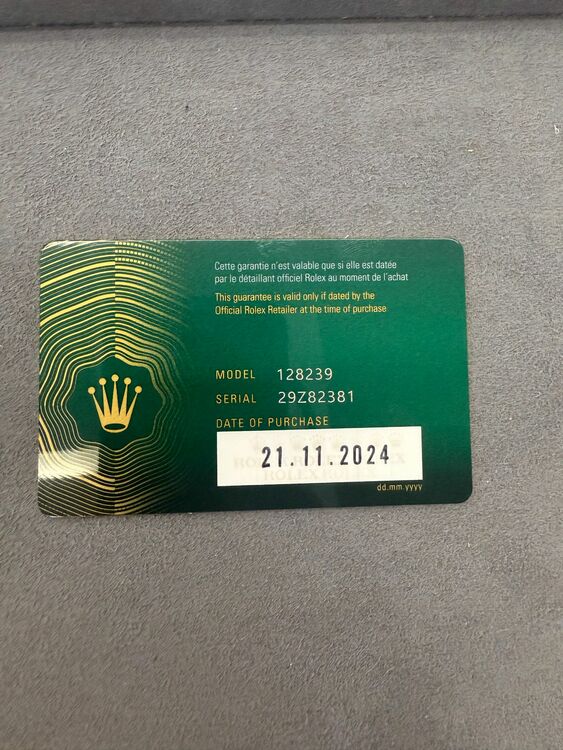 Cette garantie n'est valable que si elle est datée
par le détaillant officiel Rolex au moment de l'achat
This guarantee is valid only if dated by the
Official Rolex Retailer at the time of purchase
MODEL 128239
SERIAL 29Z82381
DATE OF PURCHASE
21.11.2024
dd.mm.yyyy